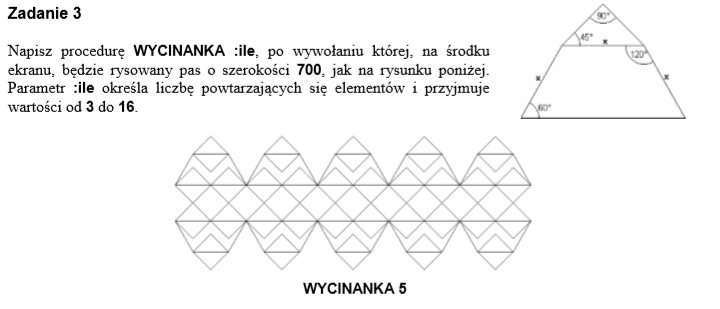 Zadanie 3
90°
45°
x
120°
Napisz procedurę WYCINANKA :ile, po wywołaniu której, na środku
ekranu, będzie rysowany pas o szerokości 700, jak na rysunku poniżej.
Parametr :ile określa liczbę powtarzających się elementów i przyjmuje
wartości od 3 do 16.
x
x
60°
WYCINANKA 5